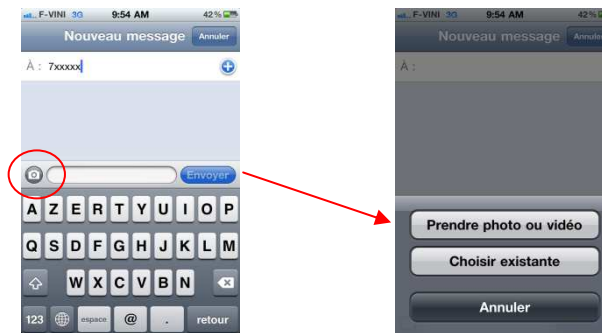 F-VINI 3G 9:54 AM 42%
Nouveau message Annuler
À : 7xxxxx
Envoyer
A Z E R T Y U I O P
Q S D F G H J K L M
W X C V B N
123 espace @ . retour
F-VINI 3G 9:54 AM 42%
Nouveau message Annuler
À :
Prendre photo ou vidéo
Choisir existante
Annuler